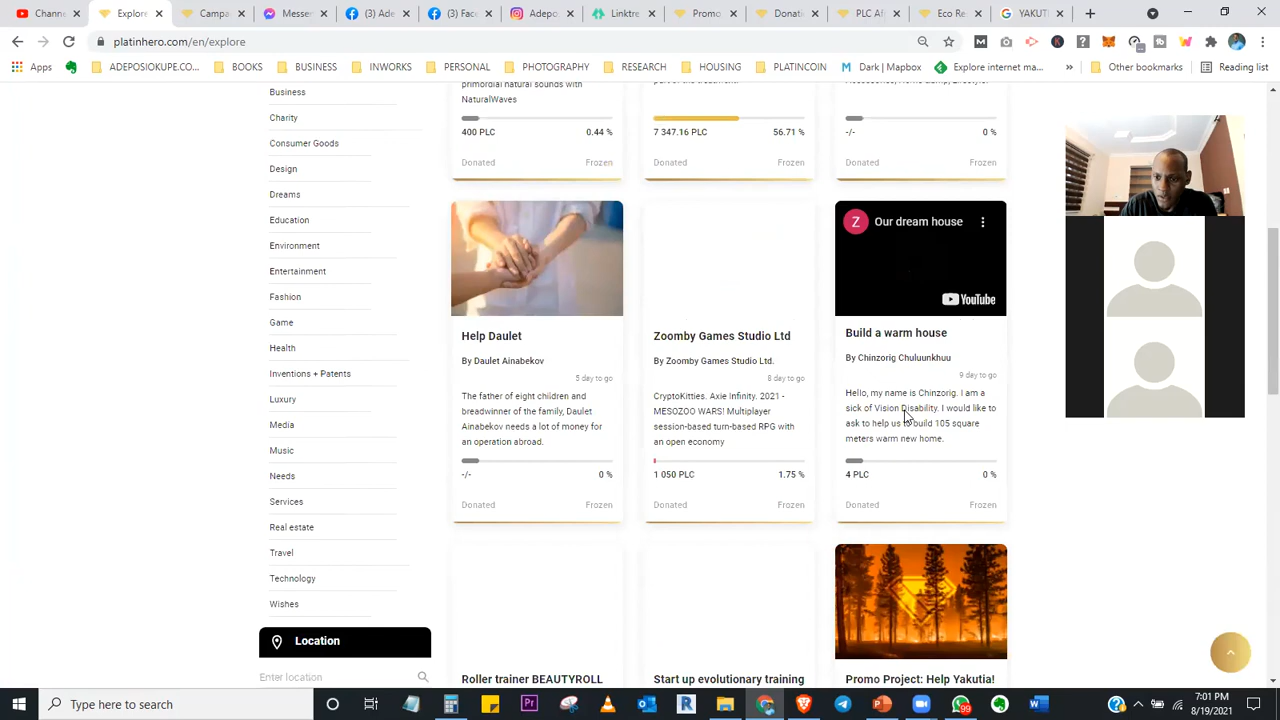 Channe
Explore
Campa
Messen
(3) Ade
Face
Adepo
Linktre
Promo
Donate
PLC AI
Eco Re
YAKUT
platinhero.com/en/explore
Apps
ADEPOSIOKUPE.CO...
BOOKS
BUSINESS
INWORKS
PERSONAL
PHOTOGRAPHY
RESEARCH
HOUSING
PLATINCOIN
Dark | Mapbox
Explore internet ma...
»
Other bookmarks
Reading list
Business
Charity
Consumer Goods
Design
Dreams
Education
Environment
Entertainment
Fashion
Game
Health
Inventions + Patents
Luxury
Media
Music
Needs
Services
Real estate
Travel
Technology
Wishes
Location
Enter location
primordial natural sounds with
NaturalWaves
400 PLC 0.44 %
Donated Frozen
7 347.16 PLC 56.71 %
Donated Frozen
-/- 0 %
Donated Frozen
Help Daulet
By Daulet Ainabekov
5 day to go
The father of eight children and
breadwinner of the family, Daulet
Ainabekov needs a lot of money for
an operation abroad.
-/- 0 %
Donated Frozen
Zoomby Games Studio Ltd
By Zoomby Games Studio Ltd.
8 day to go
CryptoKitties. Axie Infinity. 2021 -
MESOZOO WARS! Multiplayer
session-based turn-based RPG with
an open economy
1 050 PLC 1.75 %
Donated Frozen
Z Our dream house
YouTube
Build a warm house
By Chinzorig Chuluunkhuu
9 day to go
Hello, my name is Chinzorig. I am a
sick of Vision Disability. I would like to
ask to help us to build 105 square
meters warm new home.
4 PLC 0 %
Donated Frozen
Roller trainer BEAUTYROLL
Start up evolutionary training
Promo Project: Help Yakutia!
Type here to search
99
7:01 PM
8/19/2021